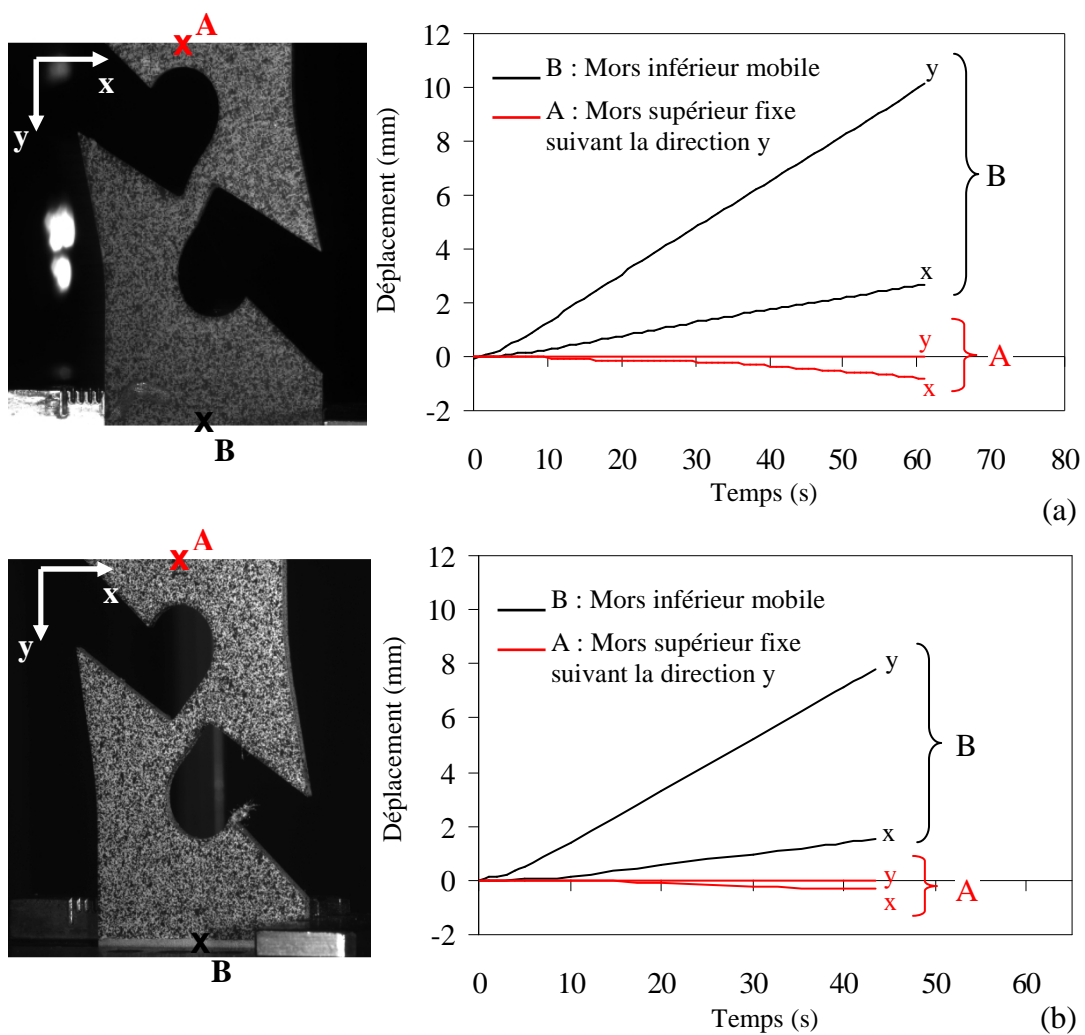 A
x
y
B
12
10
8
6
4
2
0
-2
Déplacement (mm)
B : Mors inférieur mobile
A : Mors supérieur fixe
suivant la direction y
y
x
B
y
x
A
0 10 20 30 40 50 60 70 80
Temps (s)
(a)
A
x
y
B
12
10
8
6
4
2
0
-2
Déplacement (mm)
B : Mors inférieur mobile
A : Mors supérieur fixe
suivant la direction y
y
x
B
y
x
A
0 10 20 30 40 50 60
Temps (s)
(b)